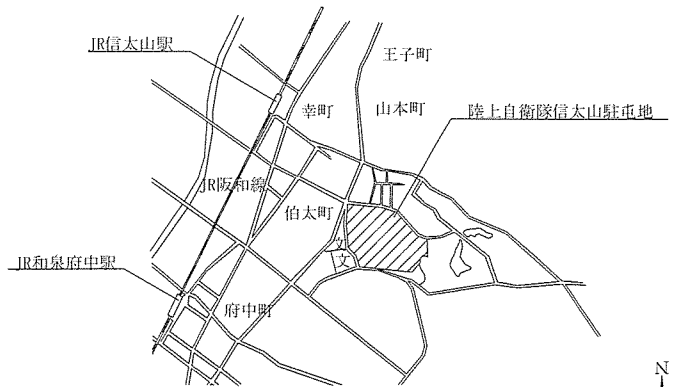 JR信太山駅
王子町
幸町
山本町
陸上自衛隊信太山駐屯地
JR阪和線
伯太町
文
文
JR和泉府中駅
府中町
N